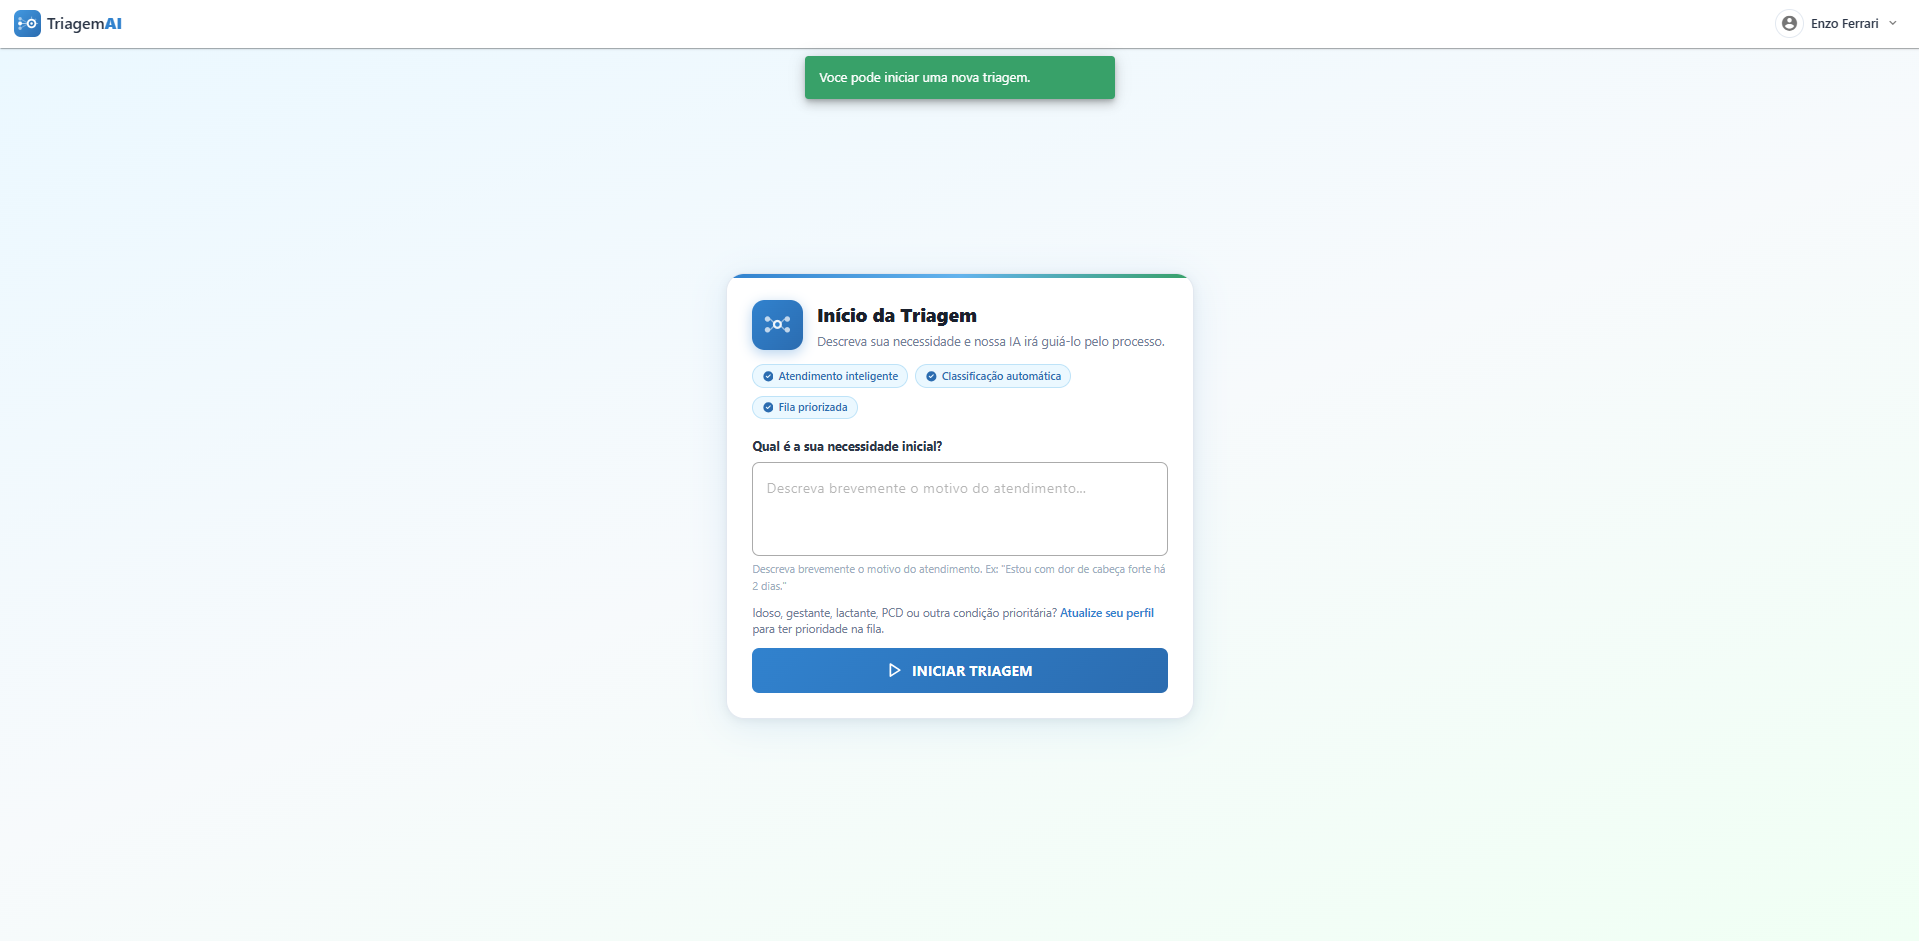 TriagemAI
Enzo Ferrari
Voce pode iniciar uma nova triagem.
Início da Triagem
Descreva sua necessidade e nossa IA irá guiá-lo pelo processo.
Atendimento inteligente
Classificação automática
Fila priorizada
Qual é a sua necessidade inicial?
Descreva brevemente o motivo do atendimento...
Descreva brevemente o motivo do atendimento. Ex: "Estou com dor de cabeça forte há
2 dias."
Idoso, gestante, lactante, PCD ou outra condição prioritária? Atualize seu perfil
para ter prioridade na fila.
INICIAR TRIAGEM